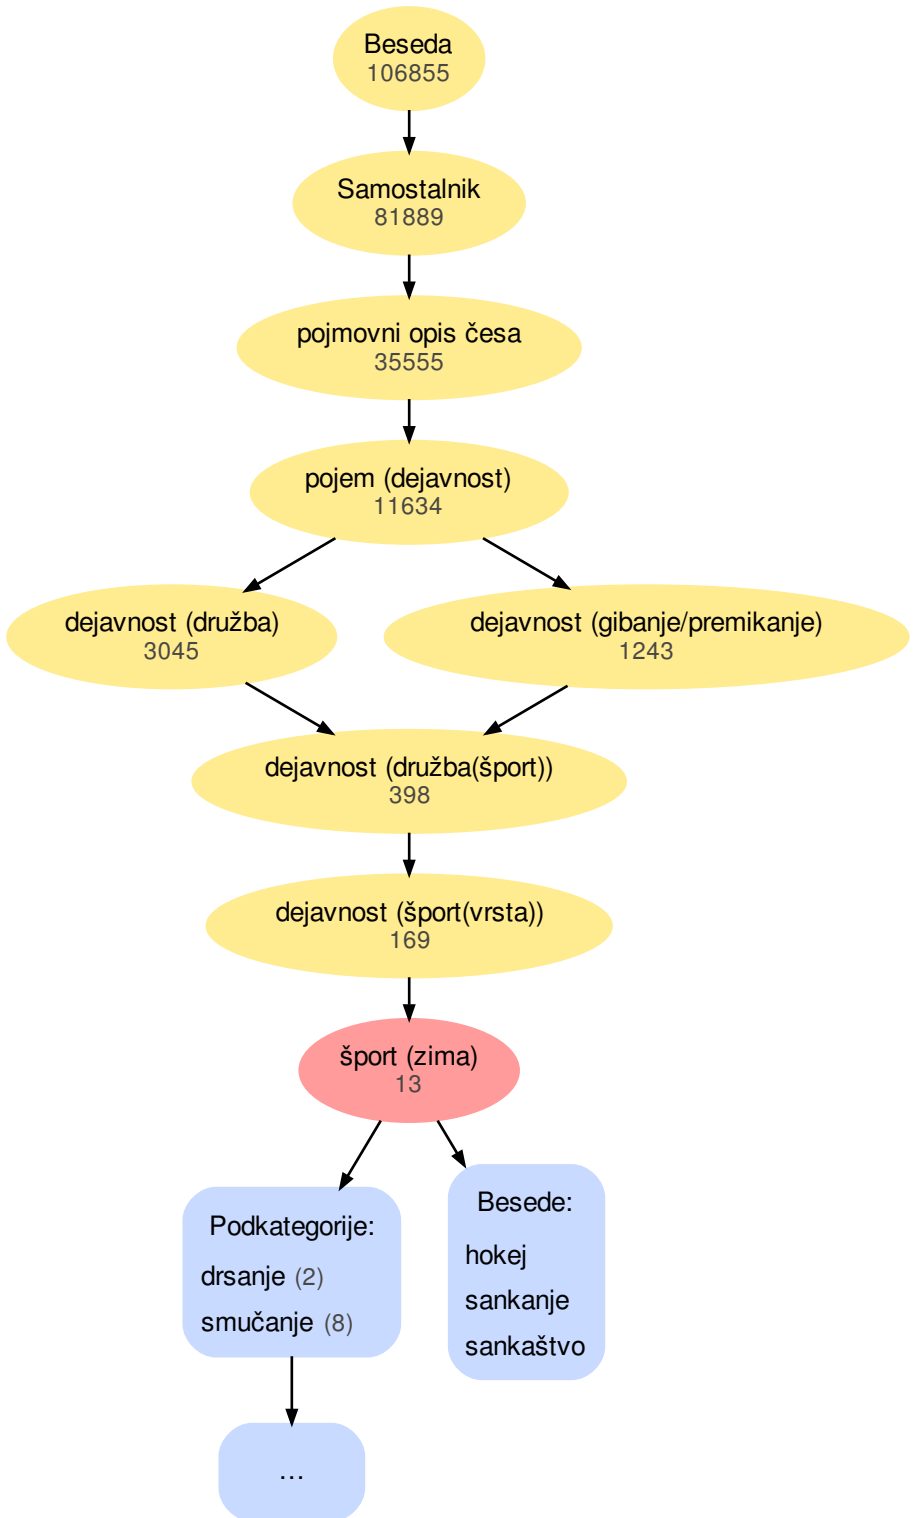 Beseda
106855
Samostalnik
81889
pojmovni opis česa
35555
pojem (dejavnost)
11634
dejavnost (družba)
3045
dejavnost (gibanje/premikanje)
1243
dejavnost (družba(šport))
398
dejavnost (šport(vrsta))
169
šport (zima)
13
Podkategorije:
drsanje (2)
smučanje (8)
Besede:
hokej
sankanje
sankaštvo
...